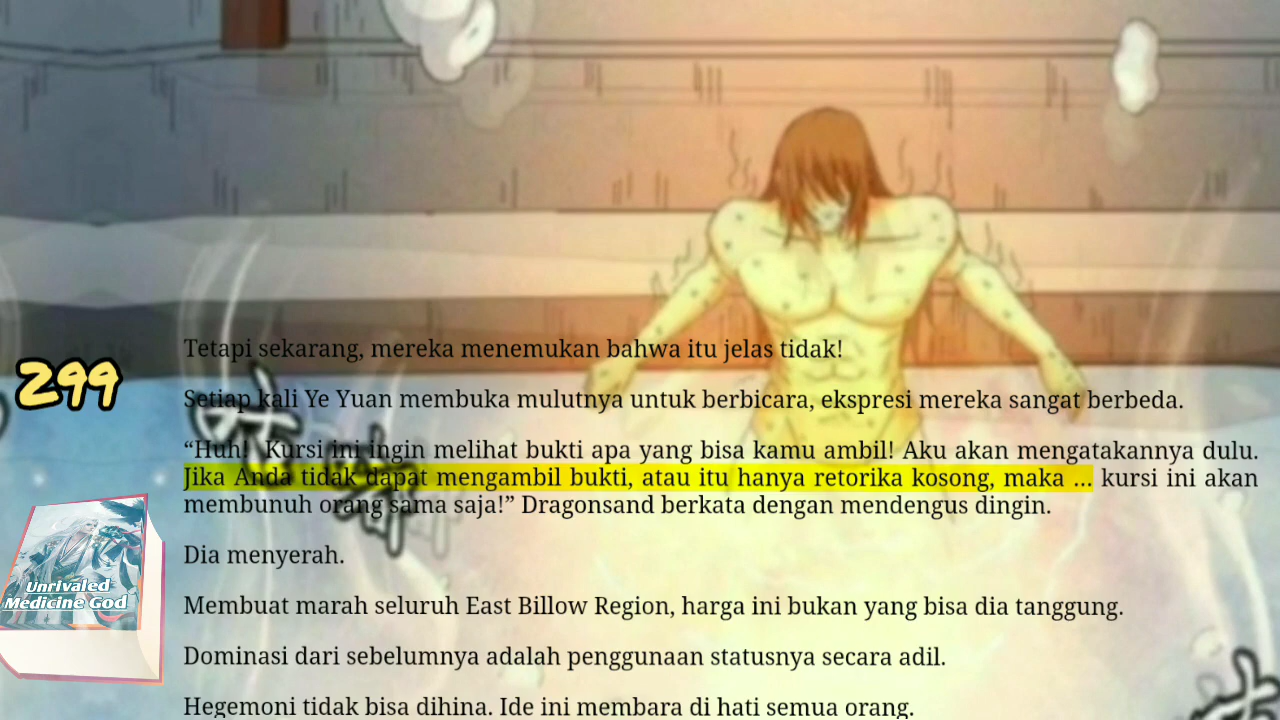 Tetapi sekarang, mereka menemukan bahwa itu jelas tidak!
299
Setiap kali Ye Yuan membuka mulutnya untuk berbicara, ekspresi mereka sangat berbeda.
“Huh! Kursi ini ingin melihat bukti apa yang bisa kamu ambil! Aku akan mengatakannya dulu.
Jika Anda tidak dapat mengambil bukti, atau itu hanya retorika kosong, maka ... kursi ini akan
membunuh orang sama saja!” Dragonsand berkata dengan mendengus dingin.
Dia menyerah.
Unrivaled
Medicine God
Membuat marah seluruh East Billow Region, harga ini bukan yang bisa dia tanggung.
Dominasi dari sebelumnya adalah penggunaan statusnya secara adil.
Hegemoni tidak bisa dihina. Ide ini membara di hati semua orang.